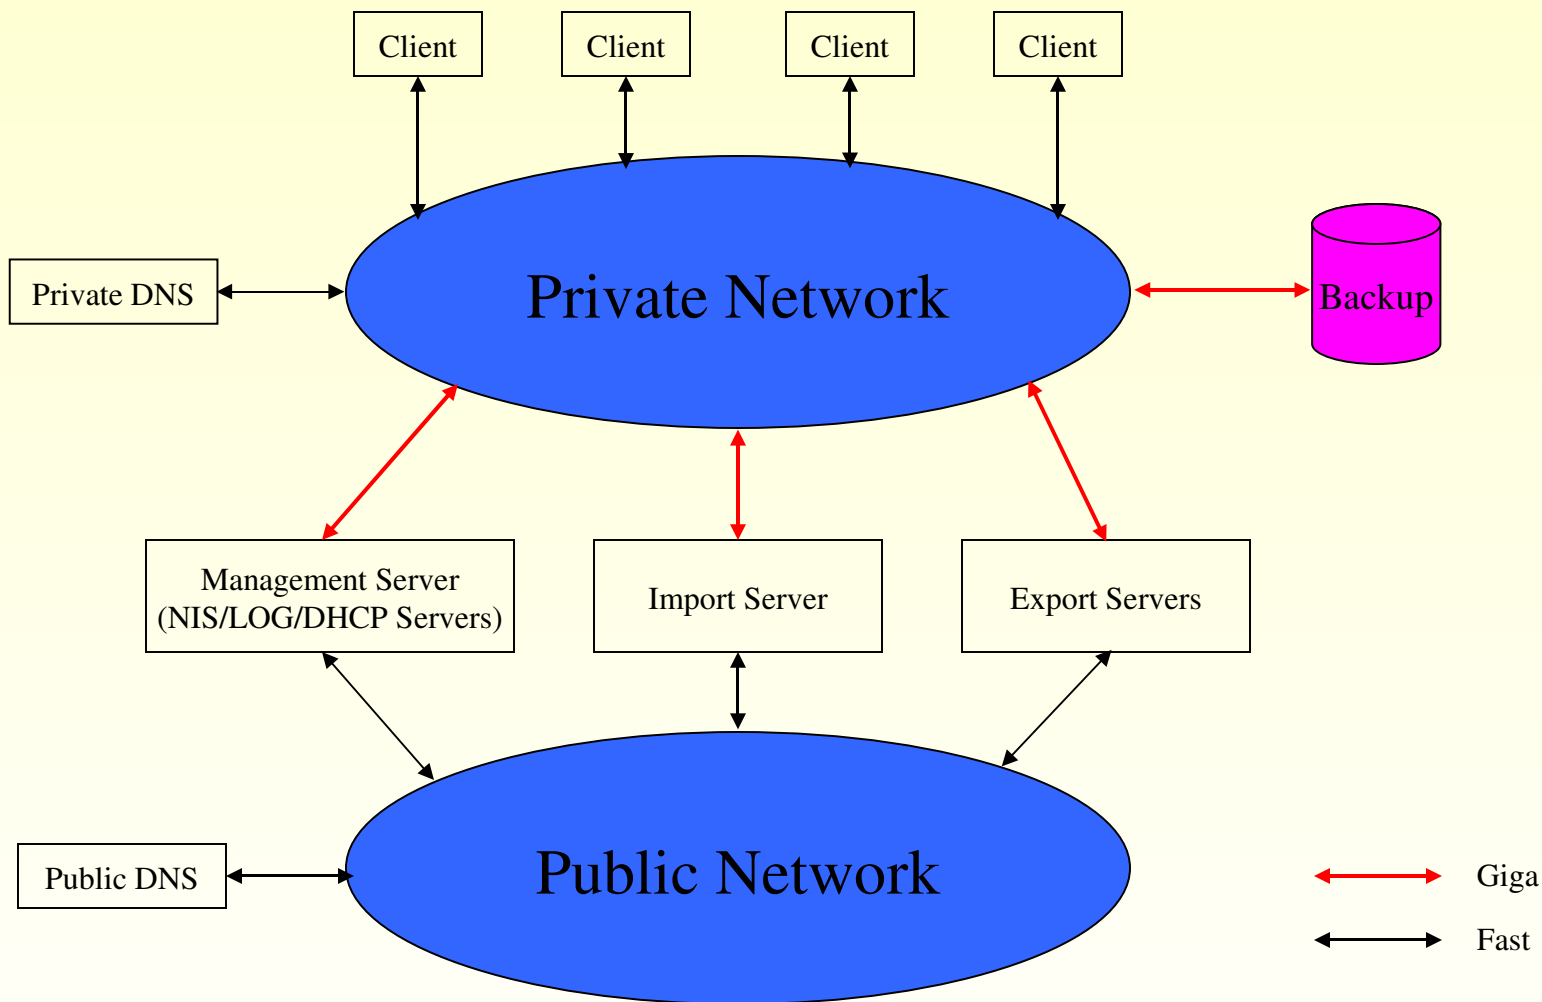 Client
Client
Client
Client
Private DNS
Private Network
Backup
Management Server
(NIS/LOG/DHCP Servers)
Import Server
Export Servers
Public DNS
Public Network
Giga
Fast